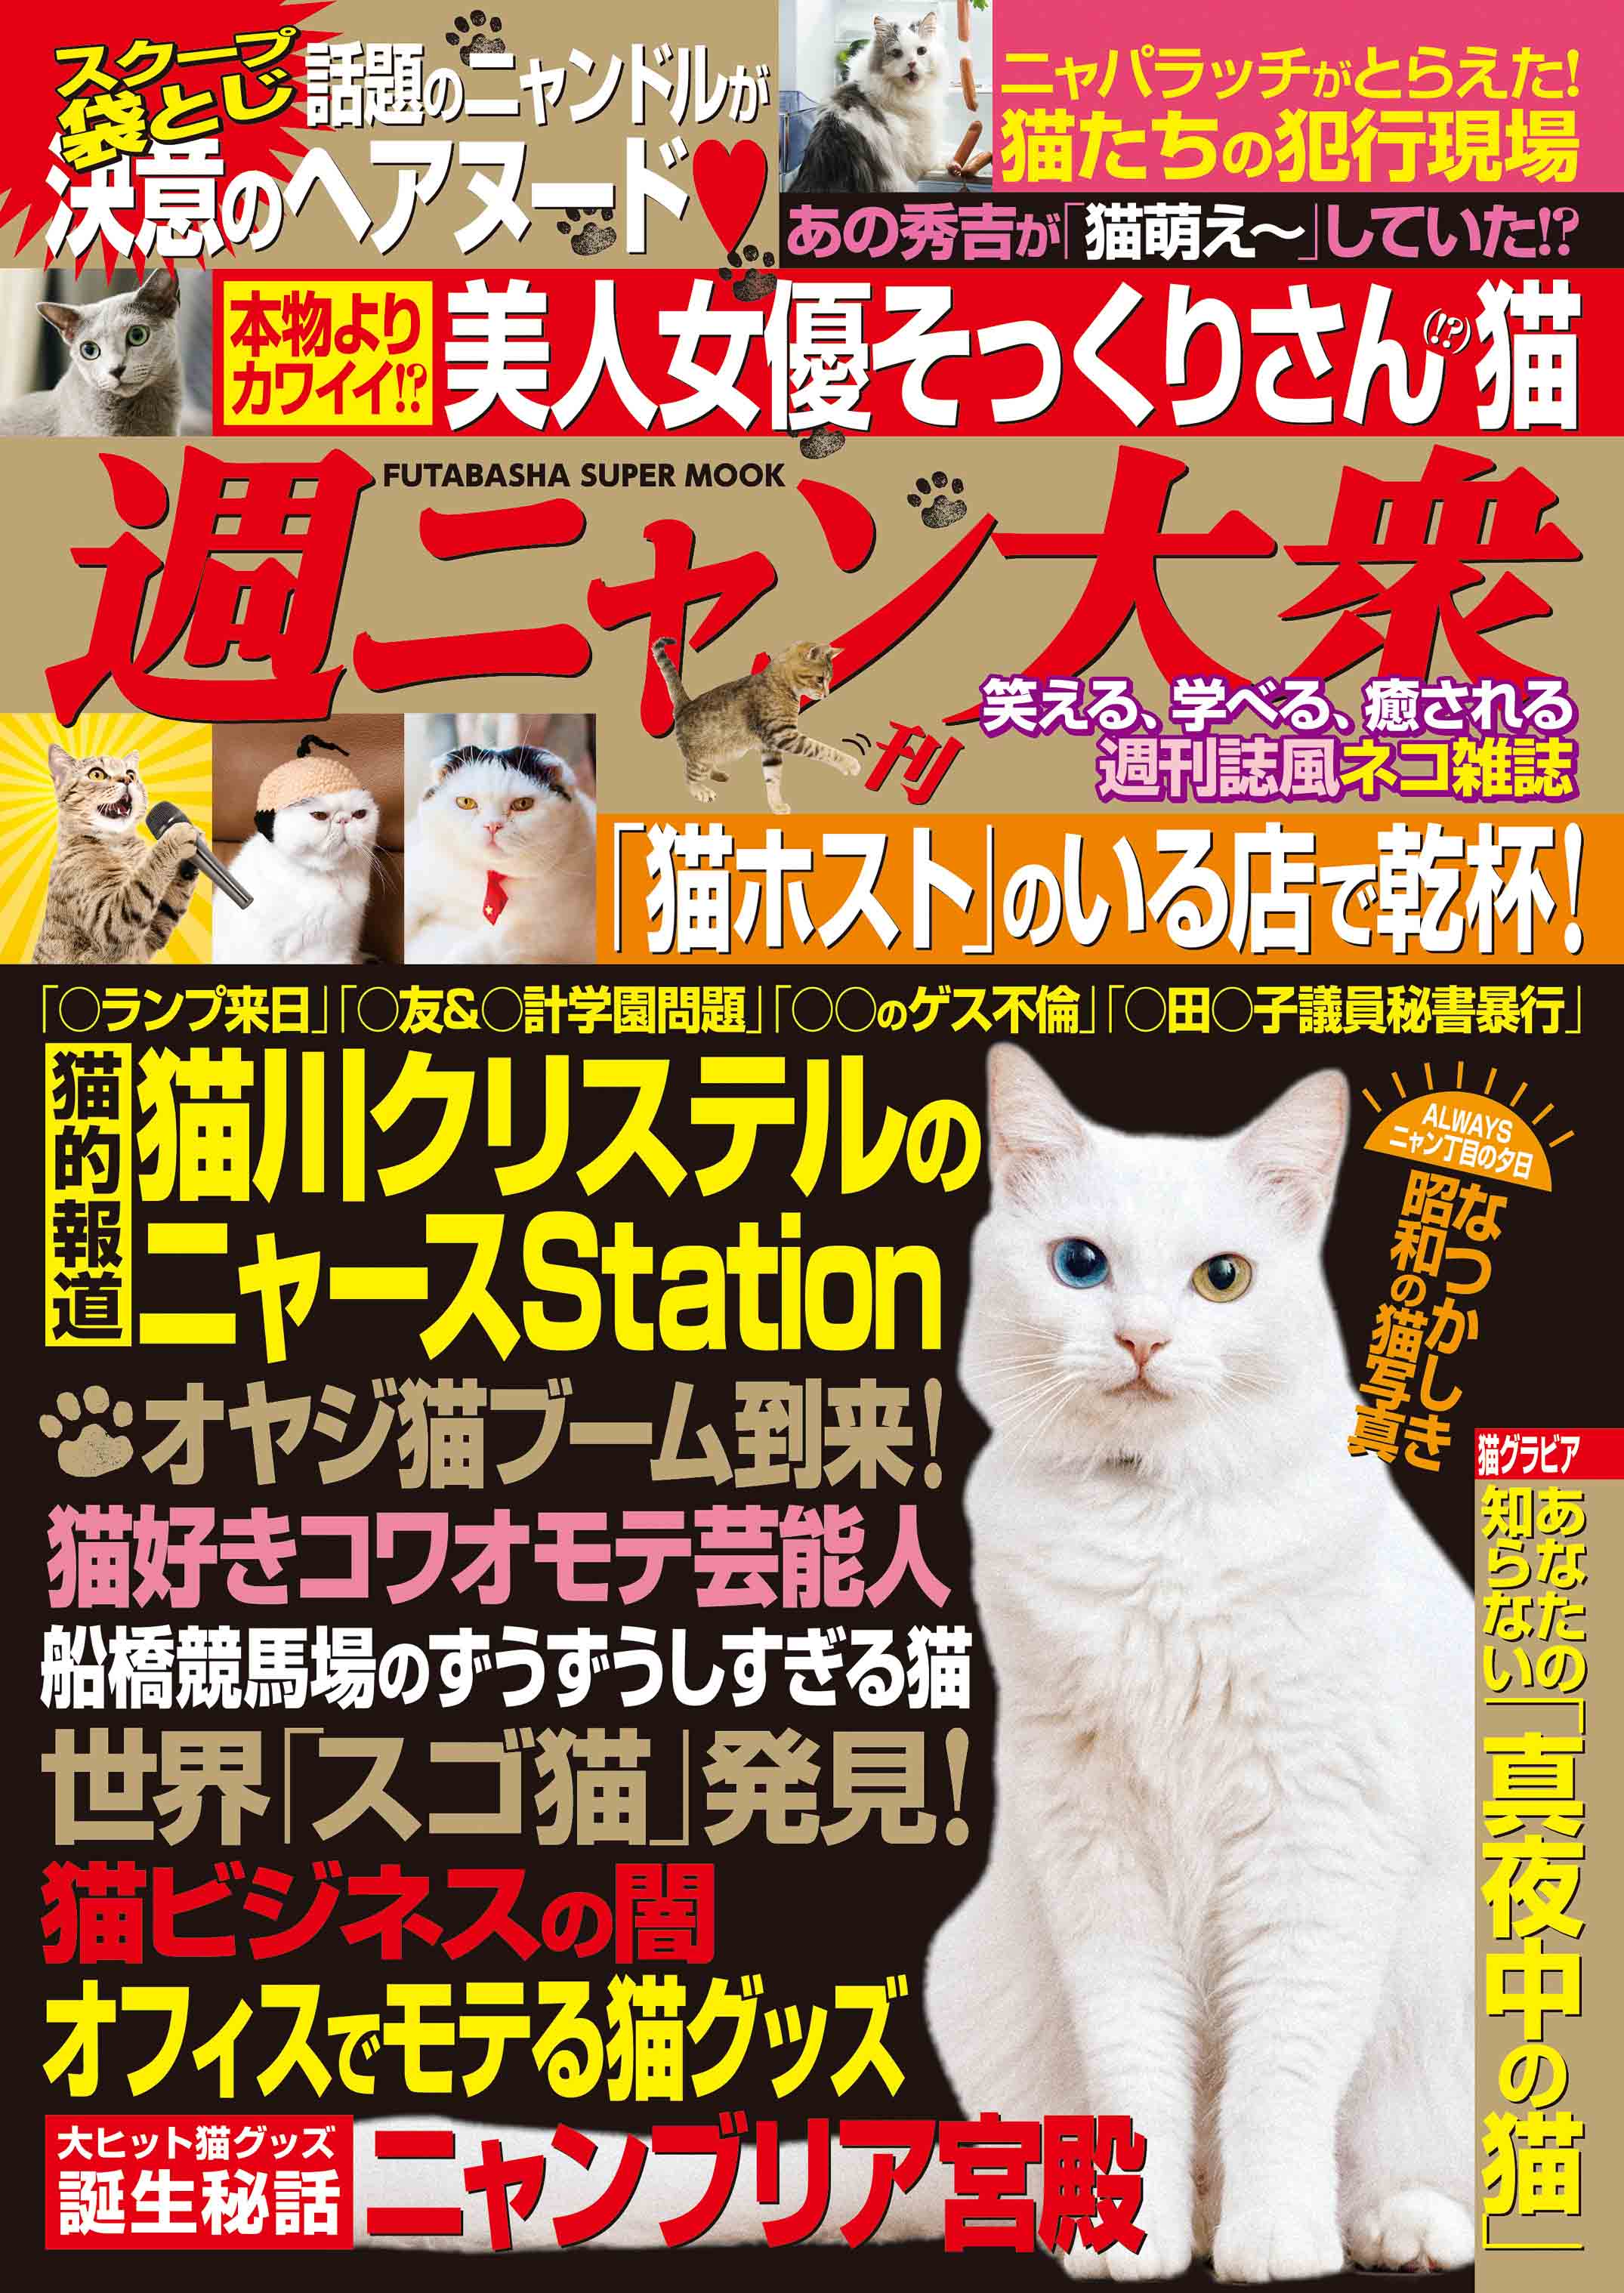 スクープ
袋とじ
話題のニャンドルが
決意のヘアヌード♥
ニャパラッチがとらえた!
猫たちの犯行現場
あの秀吉が「猫萌え〜」していた!?
本物より
カワイイ!?
美人女優そっくりさん(!?)猫
FUTABASHA SUPER MOOK
週ニャン大衆
刊
笑える、学べる、癒される
週刊誌風ネコ雑誌
「猫ホスト」のいる店で乾杯!
「〇ランプ来日」「〇友&〇計学園問題」「〇〇のゲス不倫」「〇田〇子議員秘書暴行」
猫的報道
猫川クリステルの
ニャースStation
ALWAYS
ニャン丁目の夕日
なつかしき
昭和の猫写真
オヤジ猫ブーム到来!
猫好きコワオモテ芸能人
船橋競馬場のずうずうしすぎる猫
世界「スゴ猫」発見!
猫ビジネスの闇
オフィスでモテる猫グッズ
大ヒット猫グッズ
誕生秘話
ニャンブリア宮殿
猫グラビア
あなたの
知らない
「真夜中の猫」